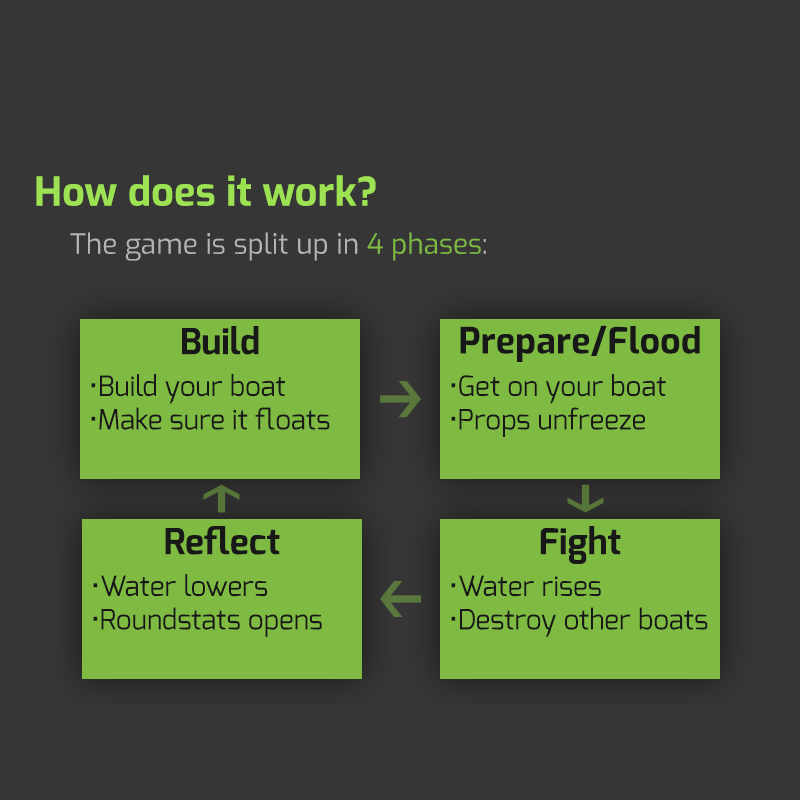 How does it work?
The game is split up in 4 phases:
Build
·Build your boat
·Make sure it floats
Prepare/Flood
·Get on your boat
·Props unfreeze
Fight
·Water rises
·Destroy other boats
Reflect
·Water lowers
·Roundstats opens